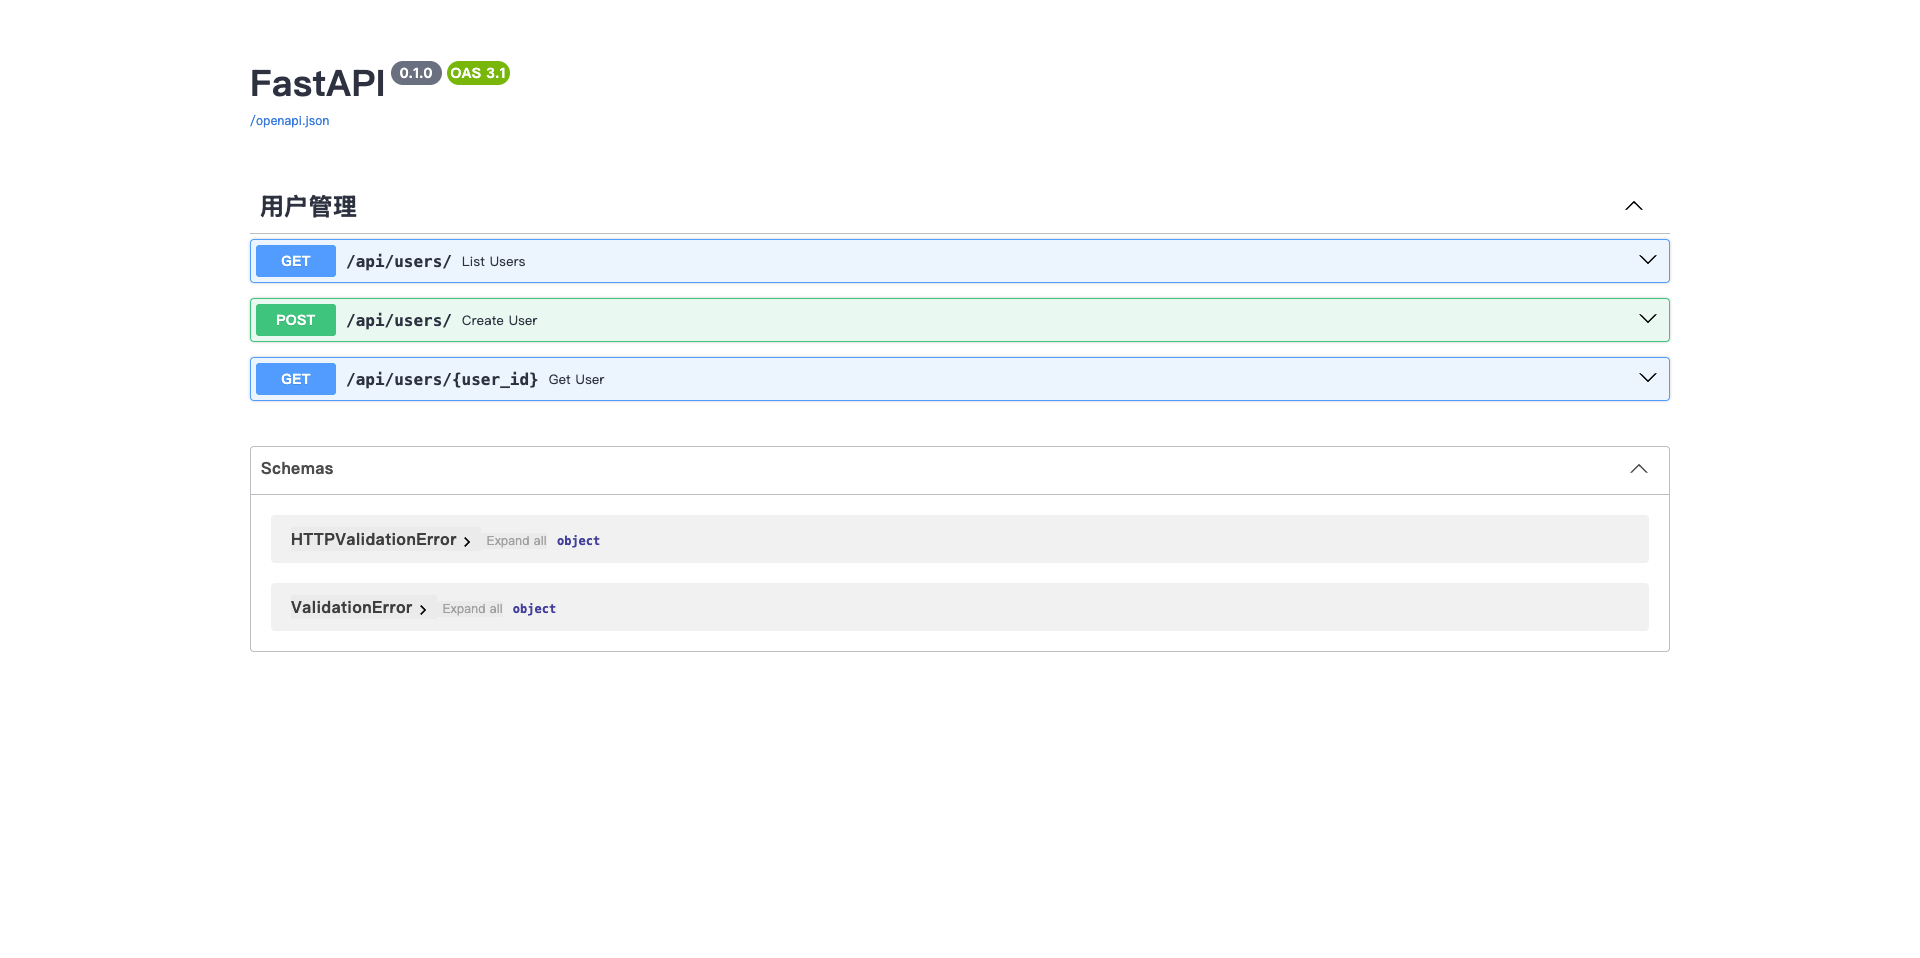 FastAPI 0.1.0 OAS 3.1
/openapi.json
用户管理
GET /api/users/ List Users
POST /api/users/ Create User
GET /api/users/{user_id} Get User
Schemas
HTTPValidationError Expand all object
ValidationError Expand all object